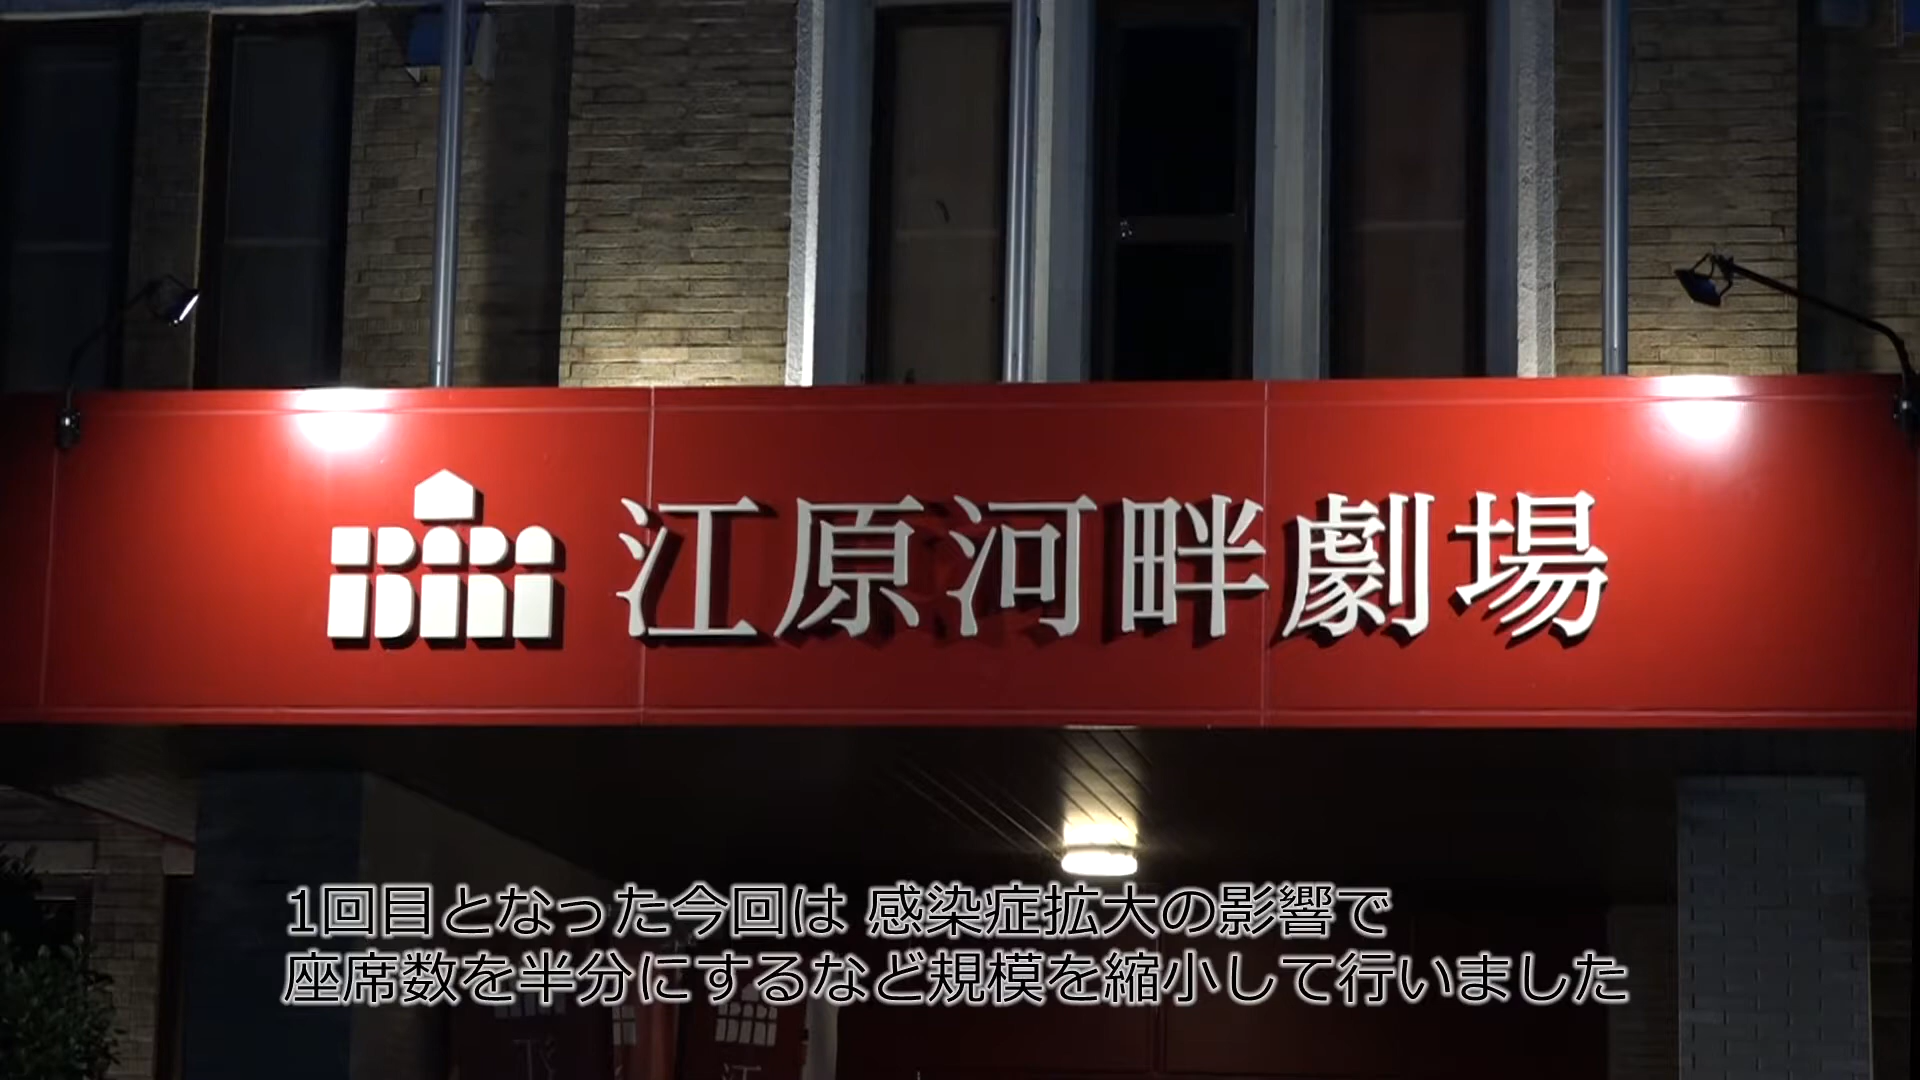 江原河畔劇場
1回目となった今回は 感染症拡大の影響で
座席数を半分にするなど規模を縮小して行いました